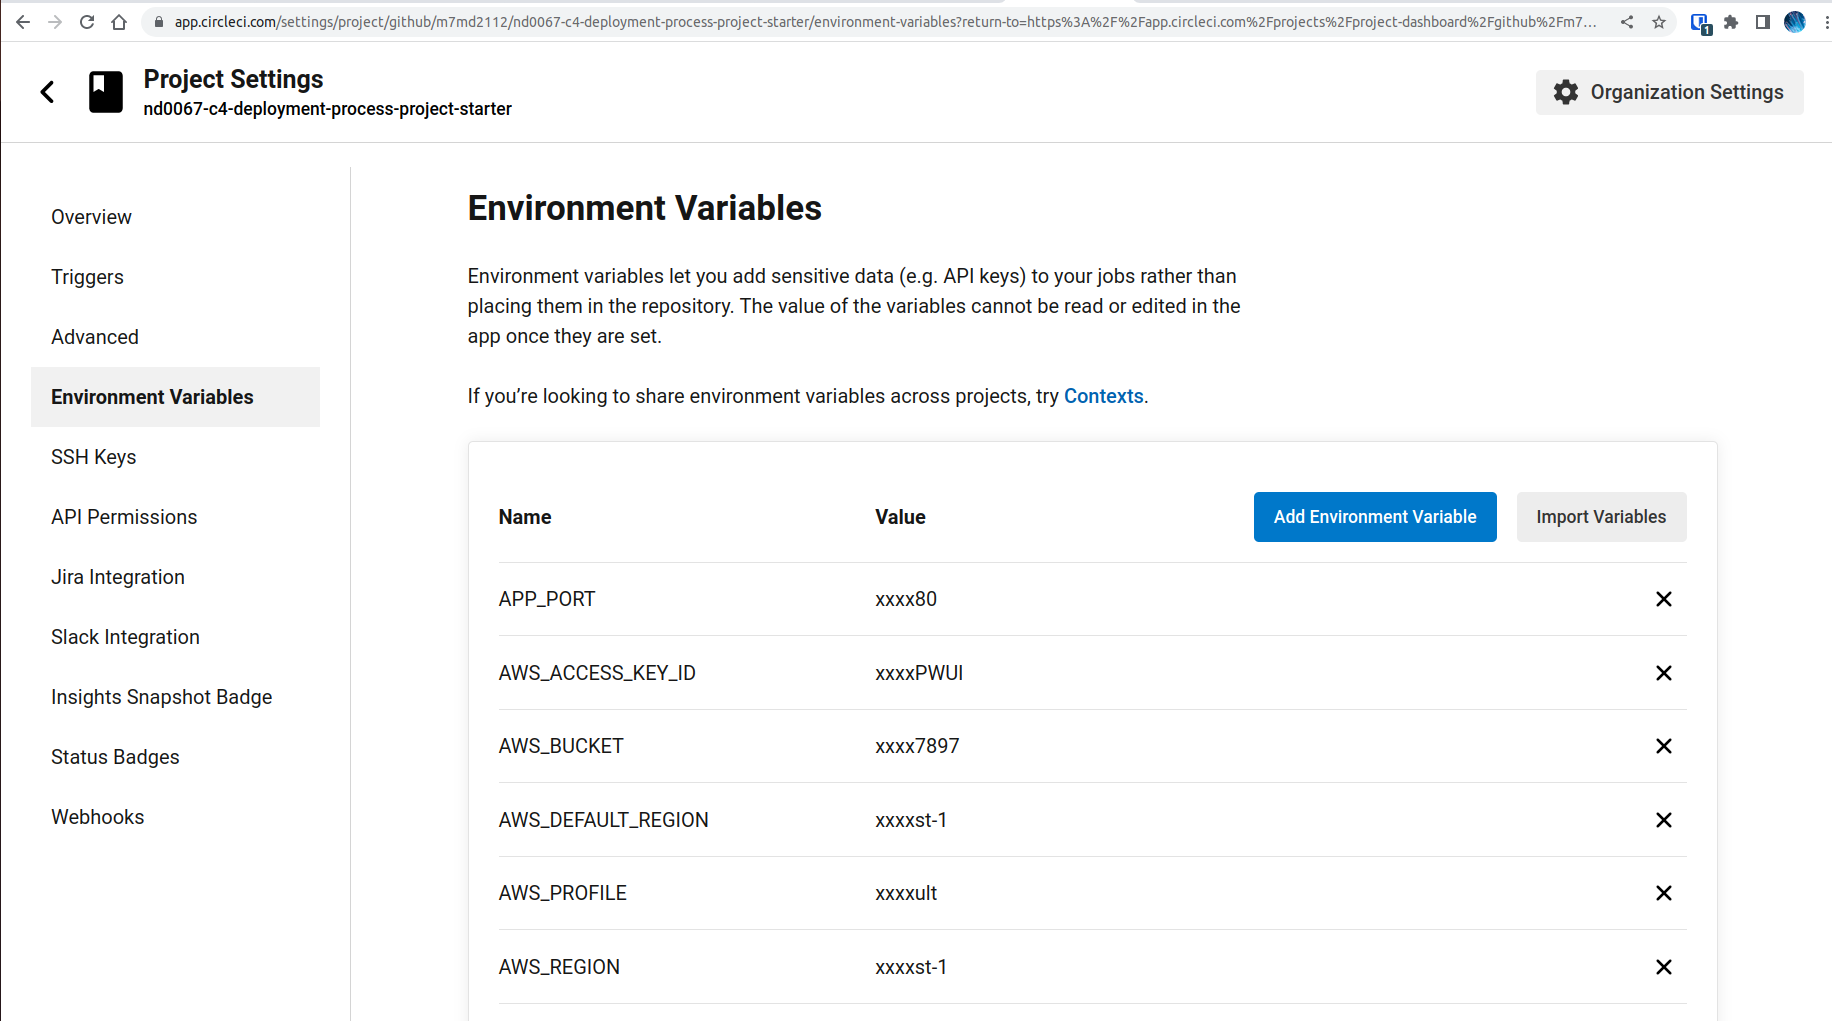 app.circleci.com/settings/project/github/m7md2112/nd0067-c4-deployment-process-project-starter/environment-variables?return-to=https%3A%2F%2Fapp.circleci.com%2Fprojects%2Fproject-dashboard%2Fgithub%2Fm7...
1
Project Settings
nd0067-c4-deployment-process-project-starter
Organization Settings
Overview
Triggers
Advanced
Environment Variables
SSH Keys
API Permissions
Jira Integration
Slack Integration
Insights Snapshot Badge
Status Badges
Webhooks
Environment Variables
Environment variables let you add sensitive data (e.g. API keys) to your jobs rather than
placing them in the repository. The value of the variables cannot be read or edited in the
app once they are set.
If you’re looking to share environment variables across projects, try Contexts.
Name Value Add Environment Variable Import Variables
APP_PORT xxxx80
AWS_ACCESS_KEY_ID xxxxPWUI
AWS_BUCKET xxxx7897
AWS_DEFAULT_REGION xxxxst-1
AWS_PROFILE xxxxult
AWS_REGION xxxxst-1